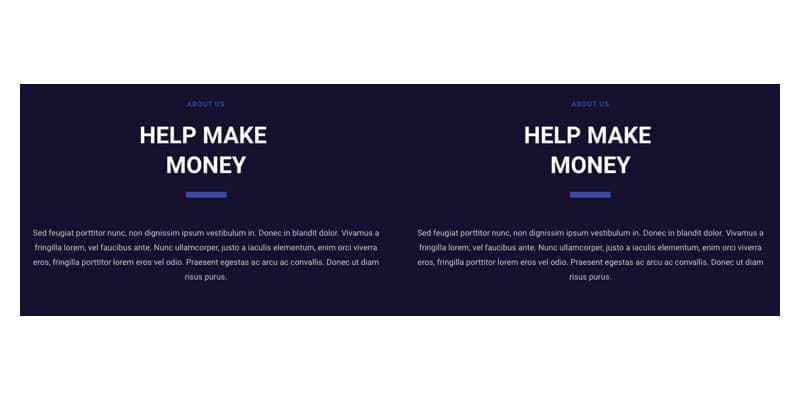 ABOUT US
HELP MAKE
MONEY
Sed feugiat porttitor nunc, non dignissim ipsum vestibulum in. Donec in blandit dolor. Vivamus a
fringilla lorem, vel faucibus ante. Nunc ullamcorper, justo a iaculis elementum, enim orci viverra
eros, fringilla porttitor lorem eros vel odio. Praesent egestas ac arcu ac convallis. Donec ut diam
risus purus.
ABOUT US
HELP MAKE
MONEY
Sed feugiat porttitor nunc, non dignissim ipsum vestibulum in. Donec in blandit dolor. Vivamus a
fringilla lorem, vel faucibus ante. Nunc ullamcorper, justo a iaculis elementum, enim orci viverra
eros, fringilla porttitor lorem eros vel odio. Praesent egestas ac arcu ac convallis. Donec ut diam
risus purus.